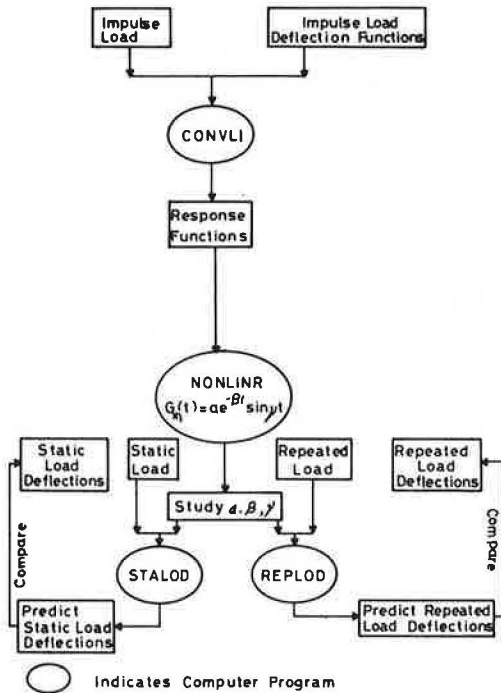 Impulse
Load
Impulse Load
Deflection Functions
CONVLI
Response
Functions
NONLINR
Gη(t)=αe^-βt sinγt
Static
Load
Deflections
Static
Load
Repeated
Load
Repeated
Load
Deflections
Study α,β,γ
Compare
Compare
STALOD
REPLOD
Predict
Static Load
Deflections
Predict Repeated
Load Deflections
Indicates Computer Program